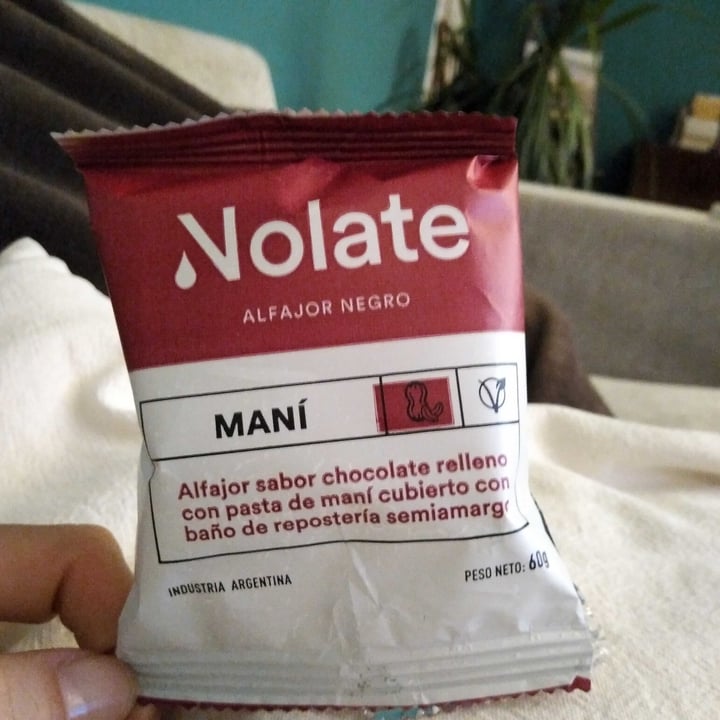 Nolate
ALFAJOR NEGRO
MANÍ
Alfajor sabor chocolate relleno
con pasta de maní cubierto con
baño de repostería semiamargo
INDUSTRIA ARGENTINA
PESO NETO: 60g